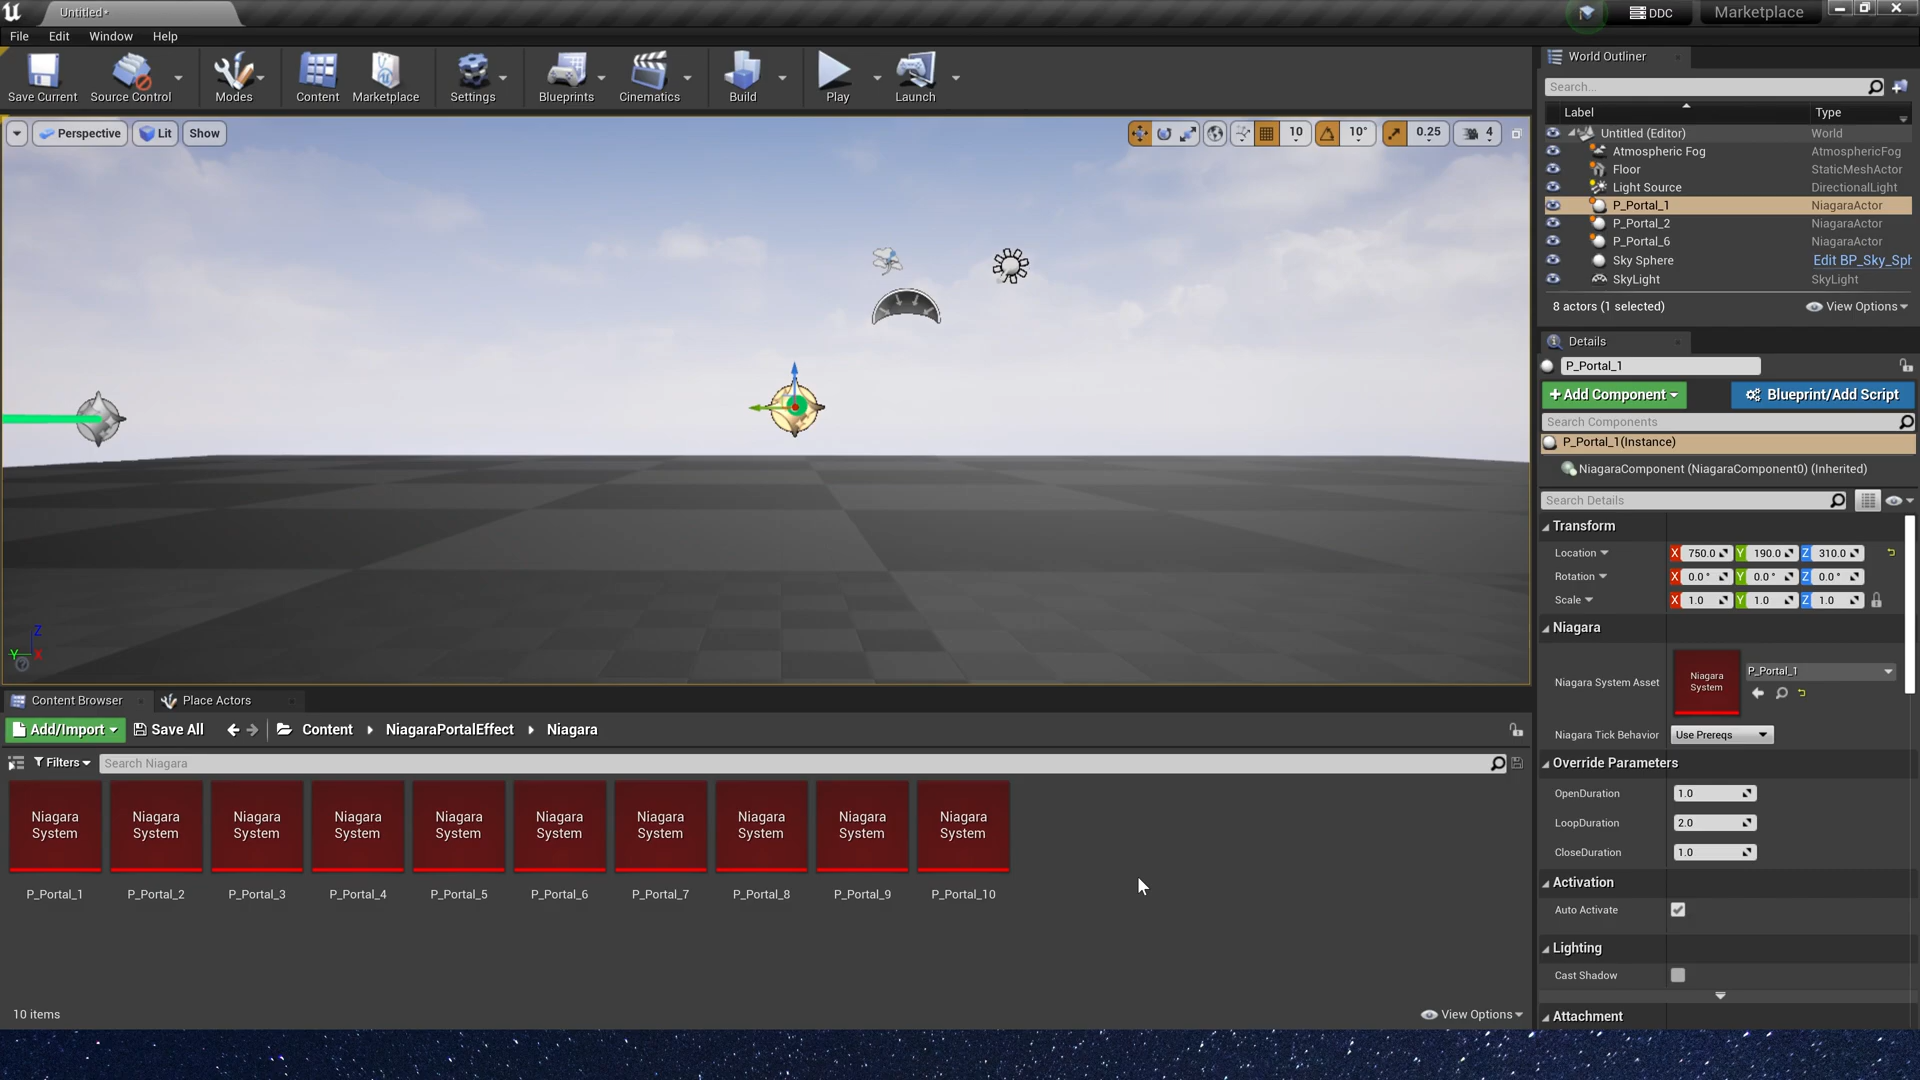 Untitled*
DDC
Marketplace
File Edit Window Help
Save Current
Source Control
Modes
Content
Marketplace
Settings
Blueprints
Cinematics
Build
Play
Launch
Perspective
Lit
Show
10
10°
0.25
4
Z
Y
X
World Outliner
Search...
Label Type
Untitled (Editor) World
Atmospheric Fog AtmosphericFog
Floor StaticMeshActor
Light Source DirectionalLight
P_Portal_1 NiagaraActor
P_Portal_2 NiagaraActor
P_Portal_6 NiagaraActor
Sky Sphere Edit BP_Sky_Sph
SkyLight SkyLight
8 actors (1 selected) View Options
Details
P_Portal_1
+ Add Component Blueprint/Add Script
Search Components
P_Portal_1(Instance)
NiagaraComponent (NiagaraComponent0) (Inherited)
Search Details
Transform
Location X 750.0 Y 190.0 Z 310.0
Rotation X 0.0° Y 0.0° Z 0.0°
Scale X 1.0 Y 1.0 Z 1.0
Niagara
Niagara System Asset
Niagara
System
P_Portal_1
Niagara Tick Behavior Use Prereqs
Override Parameters
OpenDuration 1.0
LoopDuration 2.0
CloseDuration 1.0
Activation
Auto Activate
Lighting
Cast Shadow
Attachment
Content Browser Place Actors
Add/Import Save All Content NiagaraPortalEffect Niagara
Filters Search Niagara
Niagara
System
Niagara
System
Niagara
System
Niagara
System
Niagara
System
Niagara
System
Niagara
System
Niagara
System
Niagara
System
Niagara
System
P_Portal_1 P_Portal_2 P_Portal_3 P_Portal_4 P_Portal_5 P_Portal_6 P_Portal_7 P_Portal_8 P_Portal_9 P_Portal_10
10 items View Options